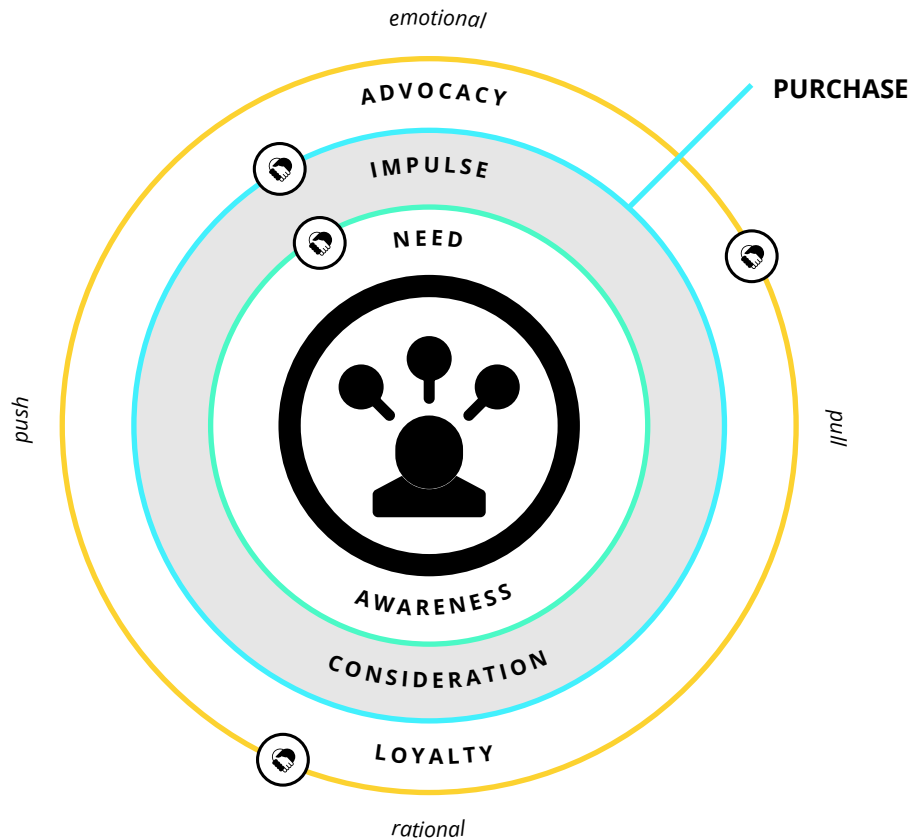 emotional
ADVOCACY
PURCHASE
IMPULSE
NEED
push
pull
AWARENESS
CONSIDERATION
LOYALTY
rational